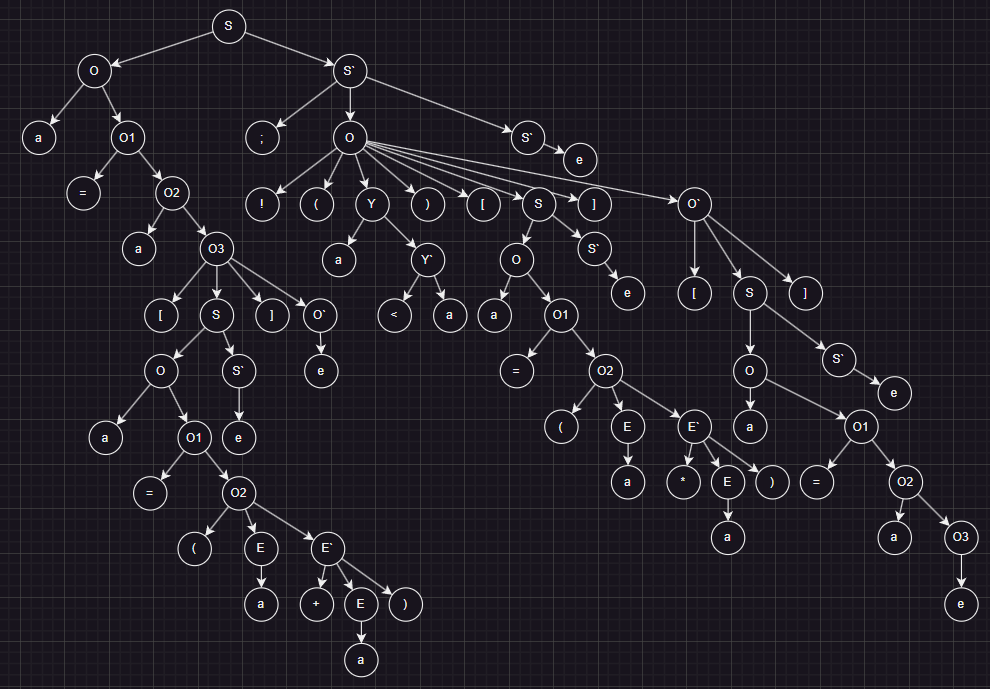 S
O S`
a O1 ; O S` e
= O2 ! ( Y ) [ S ] O`
a O3 a Y` O S`
[ S ] O` < a a O1 e [ S ]
O S` e = O2 O S` e
a O1 e ( E E` a O1
= O2 a * E ) = O2
( E E` a a O3
a + E ) e
a